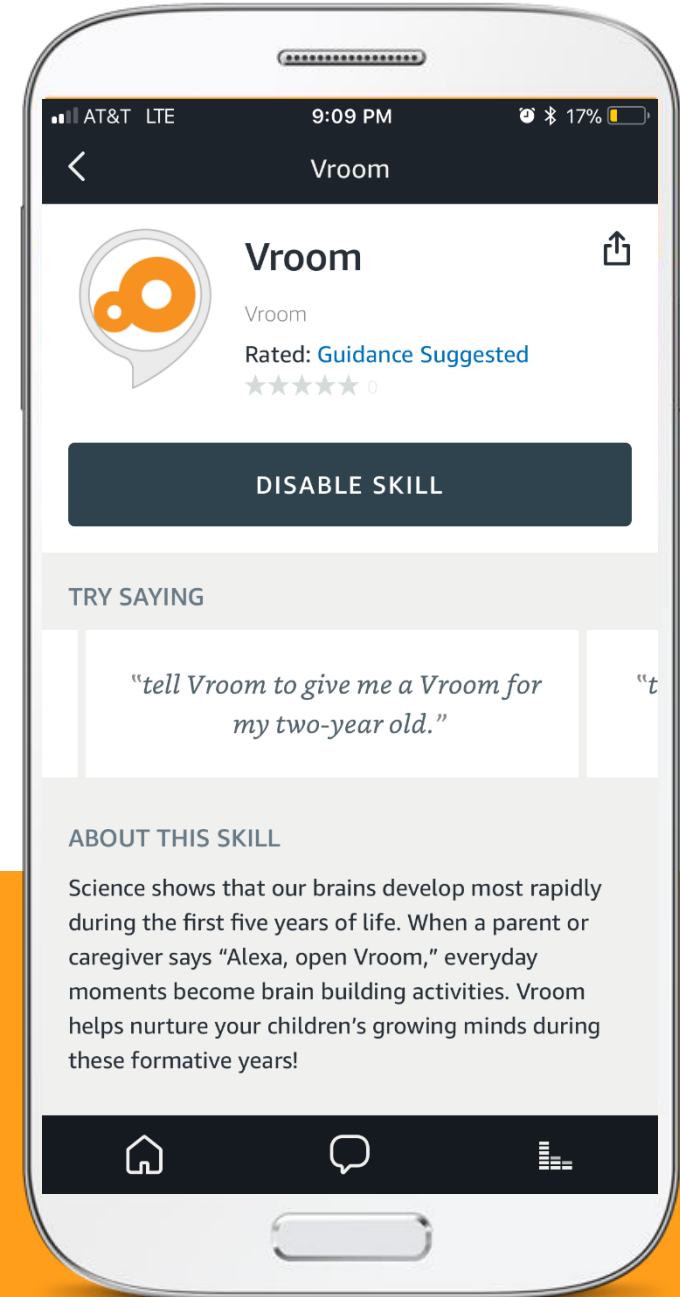 AT&T LTE 9:09 PM 17%
Vroom
Vroom
Vroom
Rated: Guidance Suggested
0
DISABLE SKILL
TRY SAYING
“tell Vroom to give me a Vroom for
my two-year old.”
“t
ABOUT THIS SKILL
Science shows that our brains develop most rapidly
during the first five years of life. When a parent or
caregiver says “Alexa, open Vroom,” everyday
moments become brain building activities. Vroom
helps nurture your children’s growing minds during
these formative years!